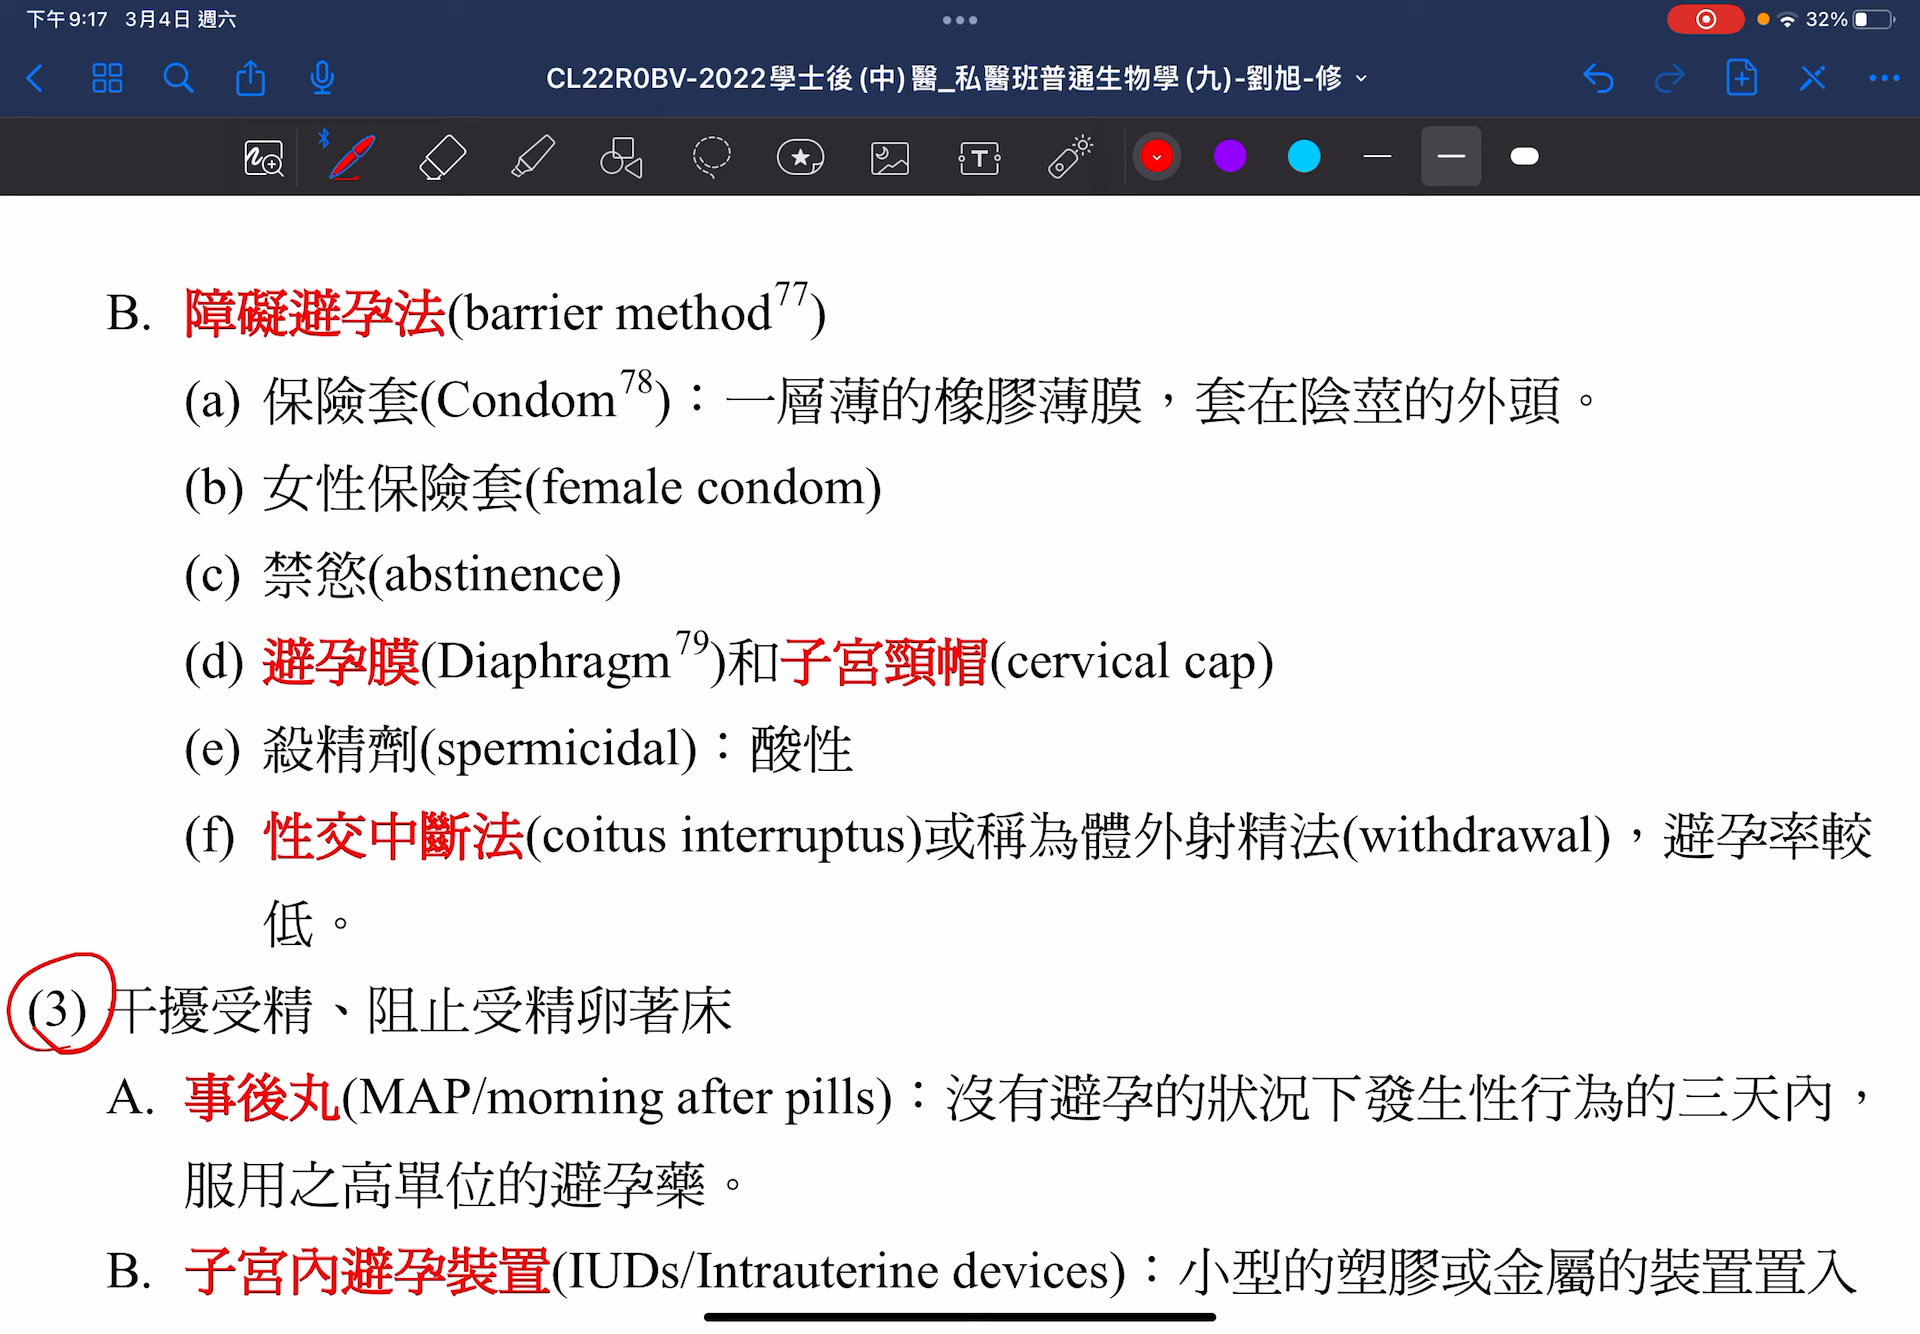 下午9:17 3月4日 週六
32%
CL22R0BV-2022學士後(中)醫_私醫班普通生物學(九)-劉旭-修
B. 障礙避孕法(barrier method77)
(a) 保險套(Condom78)：一層薄的橡膠薄膜，套在陰莖的外頭。
(b) 女性保險套(female condom)
(c) 禁慾(abstinence)
(d) 避孕膜(Diaphragm79)和子宮頸帽(cervical cap)
(e) 殺精劑(spermicidal)：酸性
(f) 性交中斷法(coitus interruptus)或稱為體外射精法(withdrawal)，避孕率較
低。
(3) 干擾受精、阻止受精卵著床
A. 事後丸(MAP/morning after pills)：沒有避孕的狀況下發生性行為的三天內，
服用之高單位的避孕藥。
B. 子宮內避孕裝置(IUDs/Intrauterine devices)：小型的塑膠或金屬的裝置置入